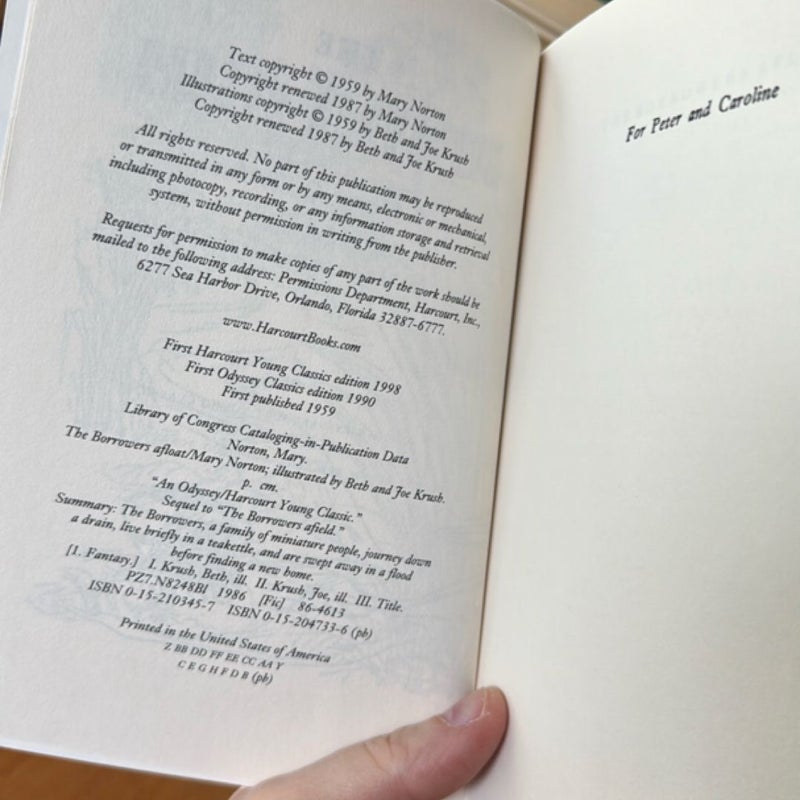 Text copyright © 1959 by Mary Norton
Copyright renewed 1987 by Mary Norton
Illustrations copyright © 1959 by Beth and Joe Krush
Copyright renewed 1987 by Beth and Joe Krush
All rights reserved. No part of this publication may be reproduced
or transmitted in any form or by any means, electronic or mechanical,
including photocopy, recording, or any information storage and retrieval
system, without permission in writing from the publisher.
Requests for permission to make copies of any part of the work should be
mailed to the following address: Permissions Department, Harcourt, Inc.,
6277 Sea Harbor Drive, Orlando, Florida 32887-6777.
www.HarcourtBooks.com
First Harcourt Young Classics edition 1998
First Odyssey Classics edition 1990
First published 1959
Library of Congress Cataloging-in-Publication Data
Norton, Mary.
The Borrowers afloat/Mary Norton; illustrated by Beth and Joe Krush.
p. cm.
"An Odyssey/Harcourt Young Classic."
Sequel to "The Borrowers afield."
Summary: The Borrowers, a family of miniature people, journey down
a drain, live briefly in a teakettle, and are swept away in a flood
before finding a new home.
[1. Fantasy.] I. Krush, Beth, ill. II. Krush, Joe, ill. III. Title.
PZ7.N8248Bl 1986 [Fic] 86-4613
ISBN 0-15-210345-7 ISBN 0-15-204733-6 (pb)
Printed in the United States of America
Z BB DD FF EE CC AA Y
C E G H F D B (pb)
For Peter and Caroline